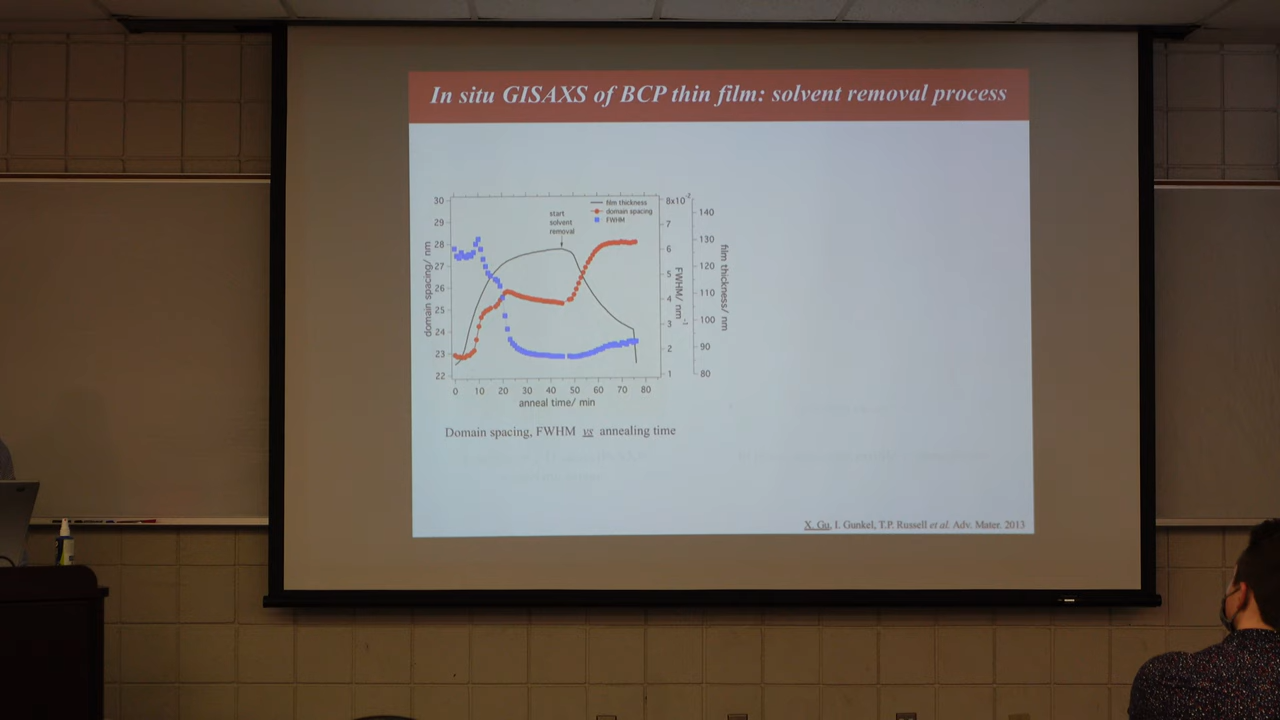 In situ GISAXS of BCP thin film: solvent removal process
30
29
28
27
26
25
24
23
22
domain spacing/ nm
start
solvent
removal
film thickness
domain spacing
FWHM
8x10-2
7
6
5
4
3
2
1
FWHM/ nm-1
140
130
120
110
100
90
80
film thickness/ nm
0 10 20 30 40 50 60 70 80
anneal time/ min
Domain spacing, FWHM vs annealing time
X. Gu, I. Gunkel, T.P. Russell et al. Adv. Mater. 2013